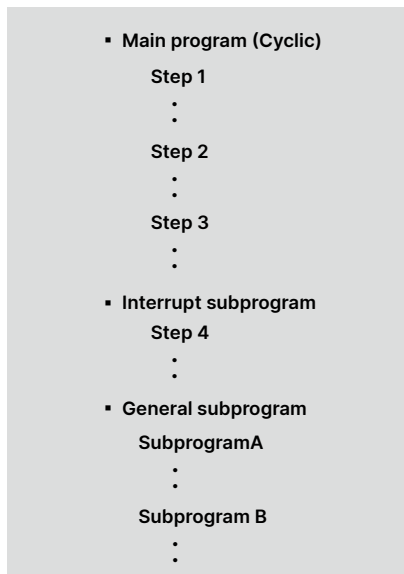 ▪ Main program (Cyclic)
Step 1
•
•
Step 2
•
•
Step 3
•
•
▪ Interrupt subprogram
Step 4
•
•
▪ General subprogram
SubprogramA
•
•
Subprogram B
•
•